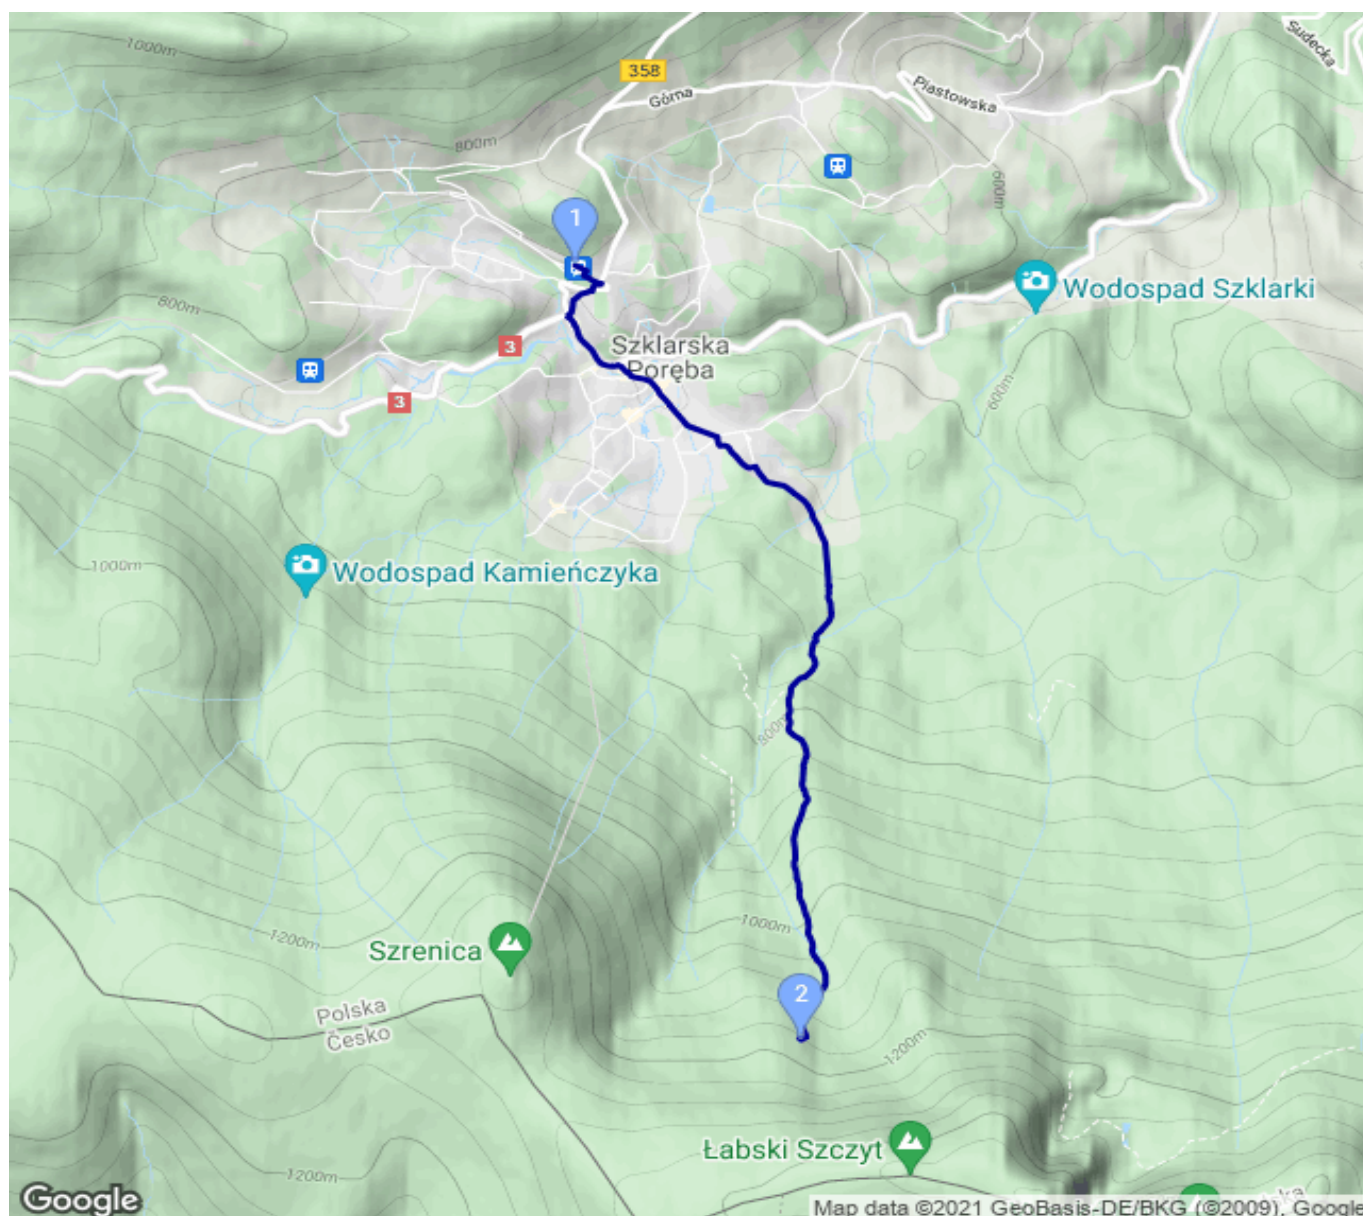 1000m
358
Górna
Piastowska
Sudecka
800m
600m
1
Wodospad Szklarki
800m
3
Szklarska
Poręba
3
600m
1000m
Wodospad Kamieńczyka
800m
1000m
1200m
Szrenica
2
Polska
Česko
1200m
Łabski Szczyt
1200m
Google
Map data ©2021 GeoBasis-DE/BKG (©2009), Google